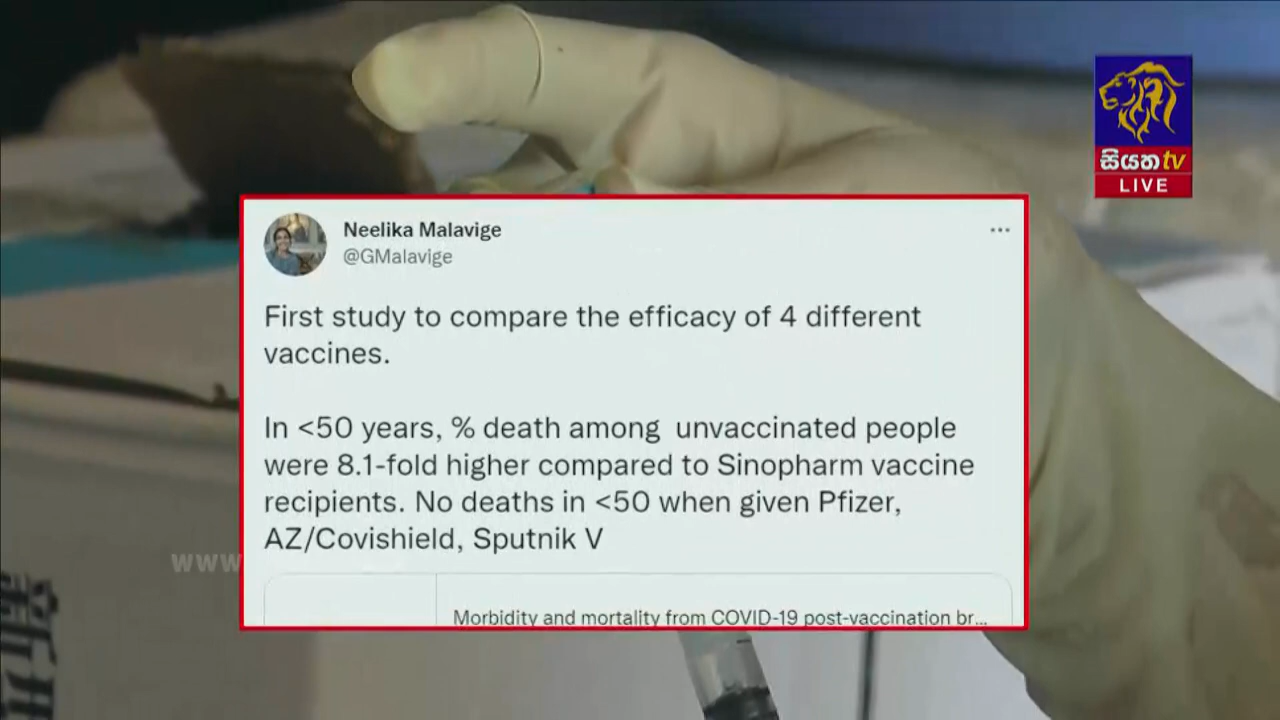 සියත tv
LIVE
Neelika Malavige
@GMalavige
First study to compare the efficacy of 4 different
vaccines.
In <50 years, % death among unvaccinated people
were 8.1-fold higher compared to Sinopharm vaccine
recipients. No deaths in <50 when given Pfizer,
AZ/Covishield, Sputnik V
www
Morbidity and mortality from COVID-19 post-vaccination br...